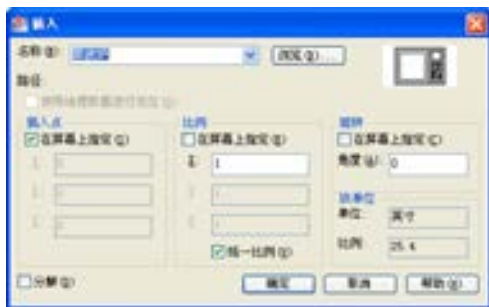 插入
名称(N):
浏览(B)...
路径:
插入点
在屏幕上指定(S)
比例
在屏幕上指定(E)
旋转
在屏幕上指定(C)
X: 1
角度(A): 0
块单位
单位: 英寸
比例: 25.4
统一比例(U)
分解(D)
确定
取消
帮助(H)